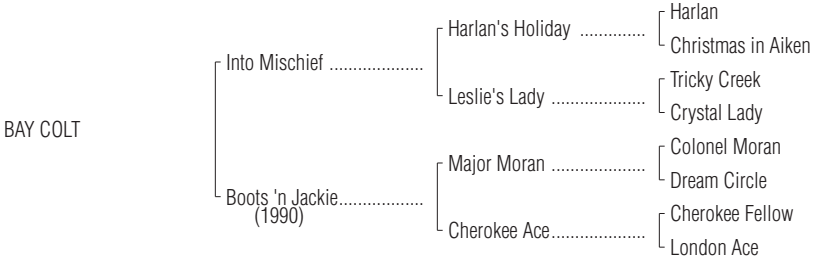 Harlan
Harlan's Holiday ..............
Christmas in Aiken
Into Mischief ....................
Tricky Creek
Leslie's Lady ....................
Crystal Lady
BAY COLT
Colonel Moran
Major Moran ....................
Dream Circle
Boots 'n Jackie..................
(1990)
Cherokee Fellow
Cherokee Ace....................
London Ace